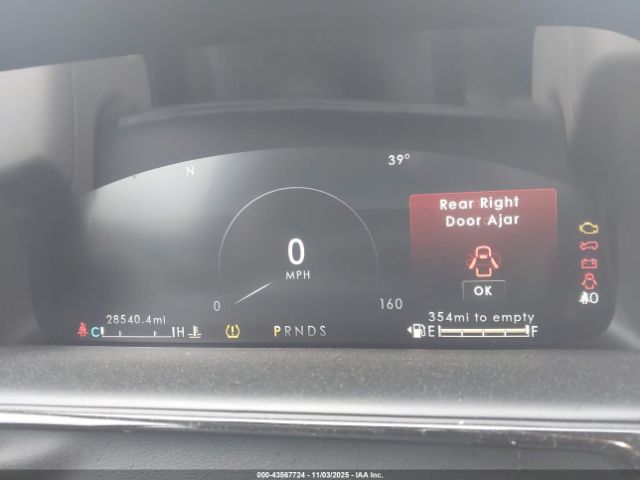 N
39°
Rear Right
Door Ajar
OK
0
MPH
0
160
28540.4mi
354mi to empty
C H
PRNDS
E F
000-43567724 - 11/03/2025 - IAA Inc.